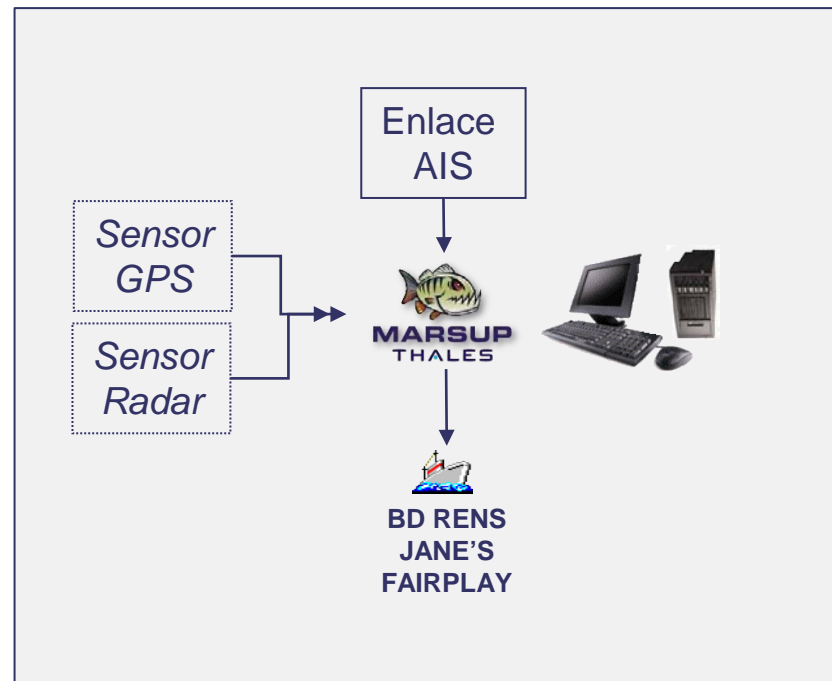 Enlace
AIS
Sensor
GPS
Sensor
Radar
MARSUP
THALES
BD RENS
JANE'S
FAIRPLAY